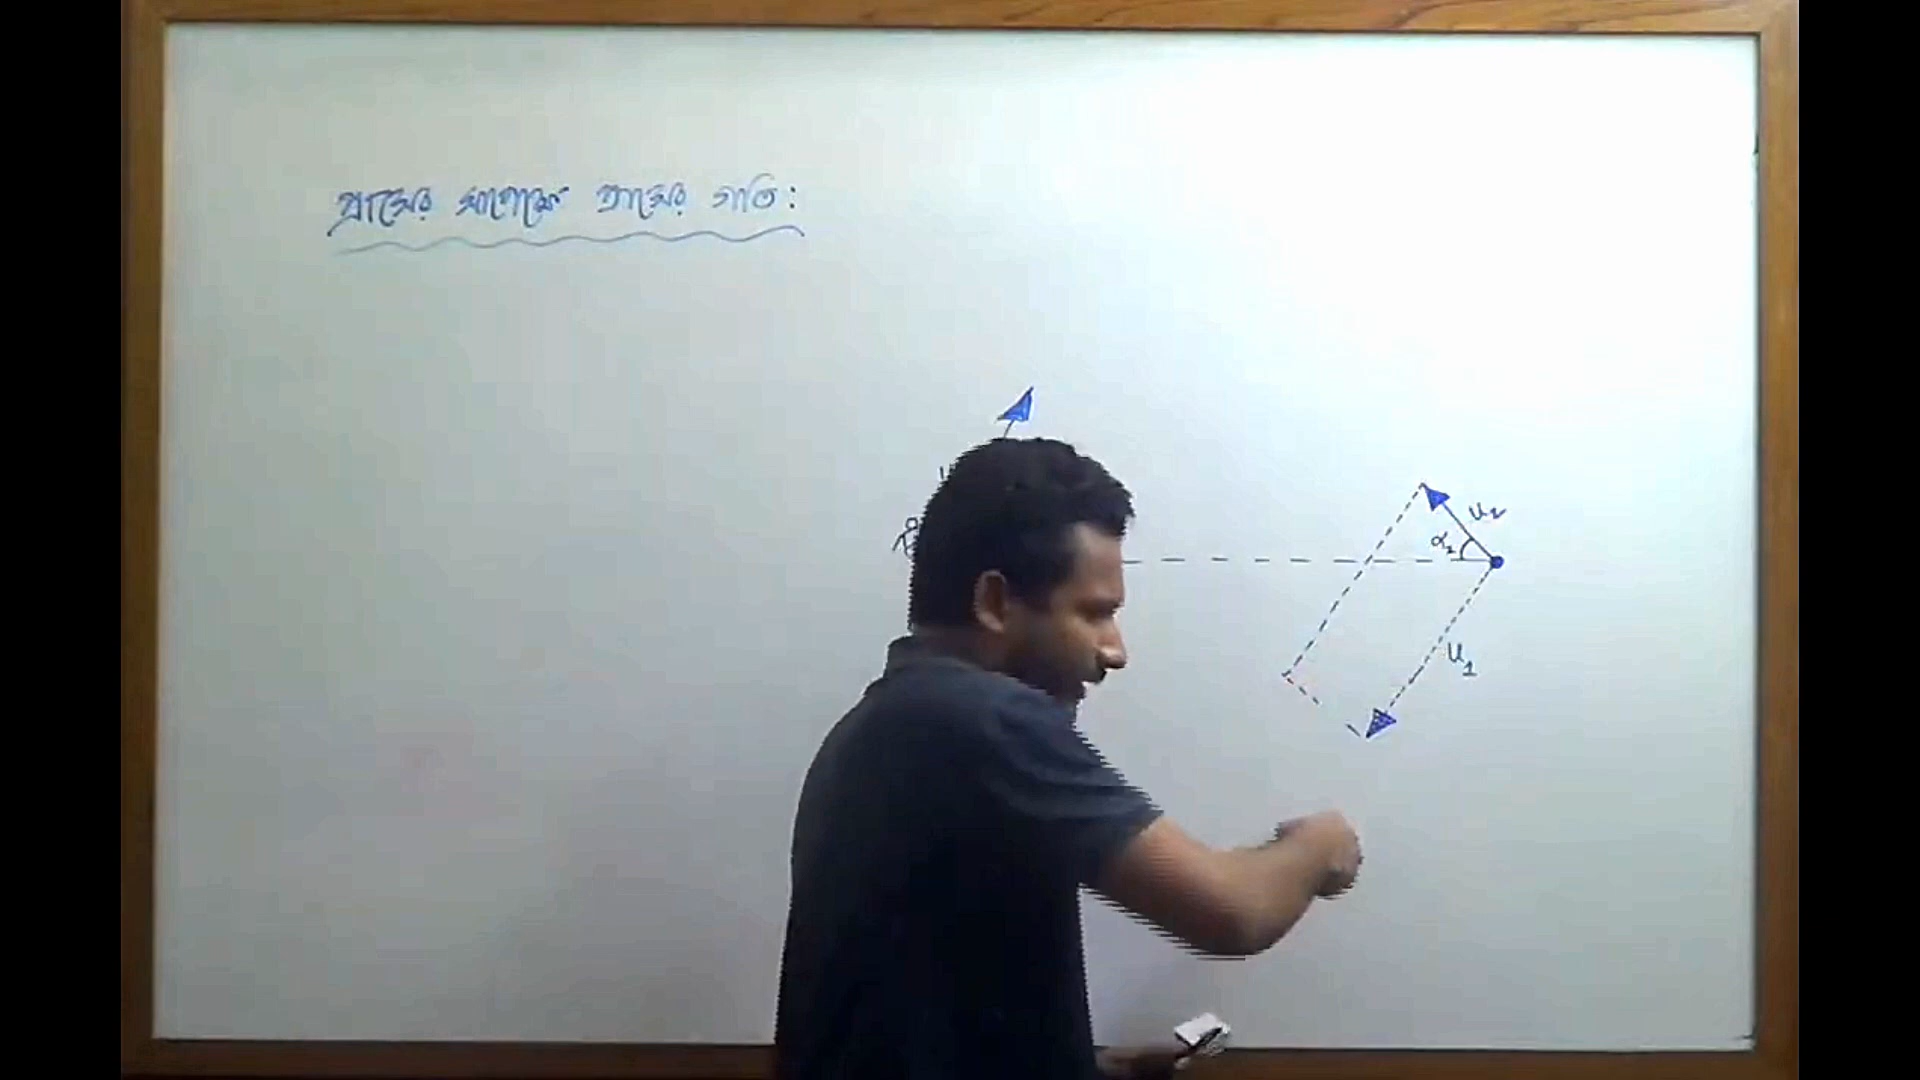 প্রাসের সাপেক্ষে প্রাসের গতি:
u₂
α₂
u₁